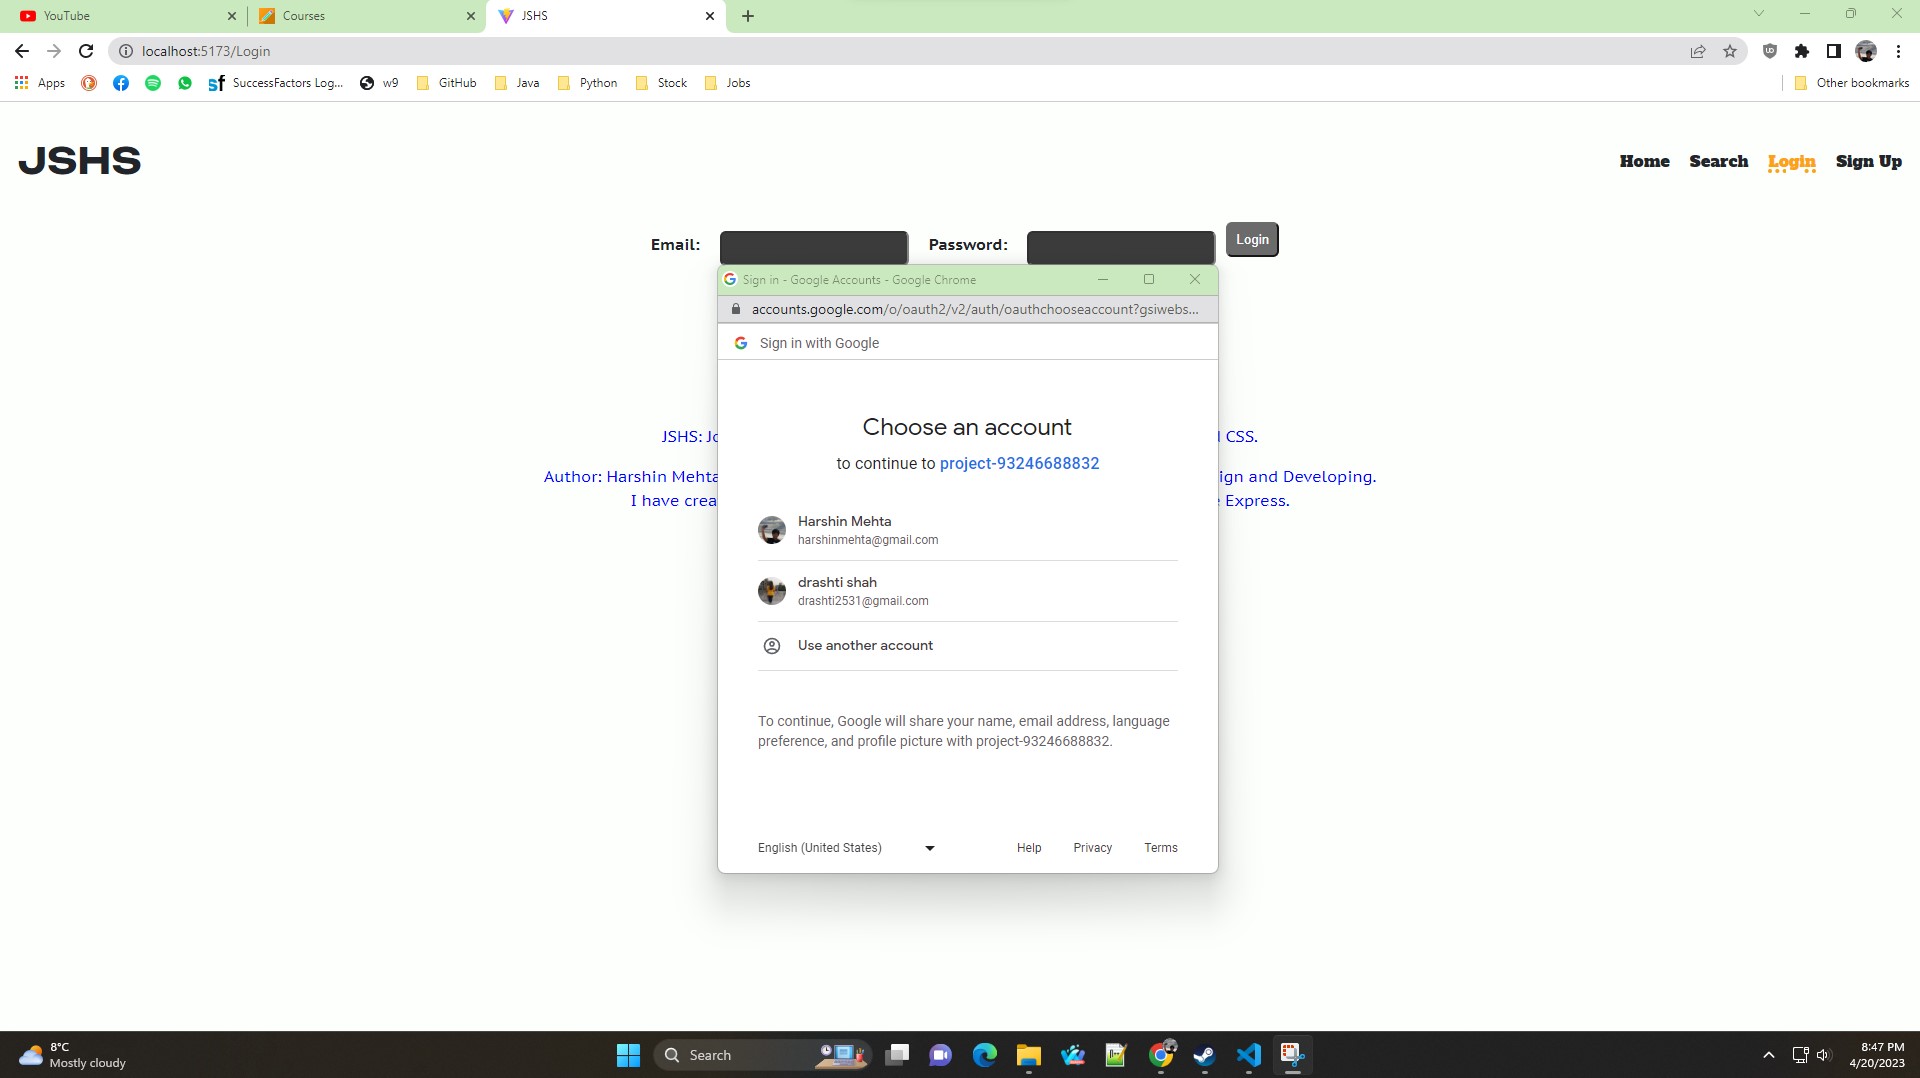 YouTube
Courses
JSHS
localhost:5173/Login
Apps
SuccessFactors Log...
w9
GitHub
Java
Python
Stock
Jobs
Other bookmarks
JSHS
Home Search Login Sign Up
Email: Password: Login
Sign in - Google Accounts - Google Chrome
accounts.google.com/o/oauth2/v2/auth/oauthchooseaccount?gsiwebs...
Sign in with Google
Choose an account
to continue to project-93246688832
JSHS: Jo
CSS.
Author: Harshin Mehta
ign and Developing.
I have crea
Express.
Harshin Mehta
harshinmehta@gmail.com
drashti shah
drashti2531@gmail.com
Use another account
To continue, Google will share your name, email address, language
preference, and profile picture with project-93246688832.
English (United States)
Help Privacy Terms
8°C
Mostly cloudy
Search
8:47 PM
4/20/2023